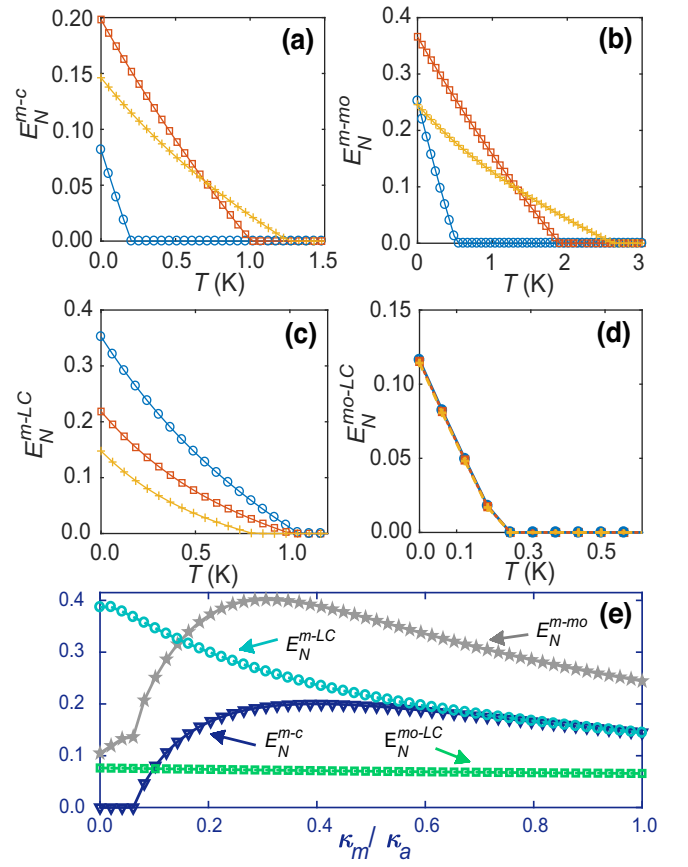 (a)
E_N^{m-c}
0.20
0.15
0.10
0.05
0.00
0.0 0.5 1.0 1.5
T (K)
(b)
E_N^{m-mo}
0.4
0.3
0.2
0.1
0.0
0 1 2 3
T (K)
(c)
E_N^{m-LC}
0.4
0.3
0.2
0.1
0.0
0.0 0.5 1.0
T (K)
(d)
E_N^{mo-LC}
0.15
0.10
0.05
0.00
0.0 0.1 0.3 0.5
T (K)
(e)
0.4
0.3
0.2
0.1
0.0
E_N^{m-LC}
E_N^{m-mo}
E_N^{m-c}
E_N^{mo-LC}
0.0 0.2 0.4 0.6 0.8 1.0
κ_m / κ_a